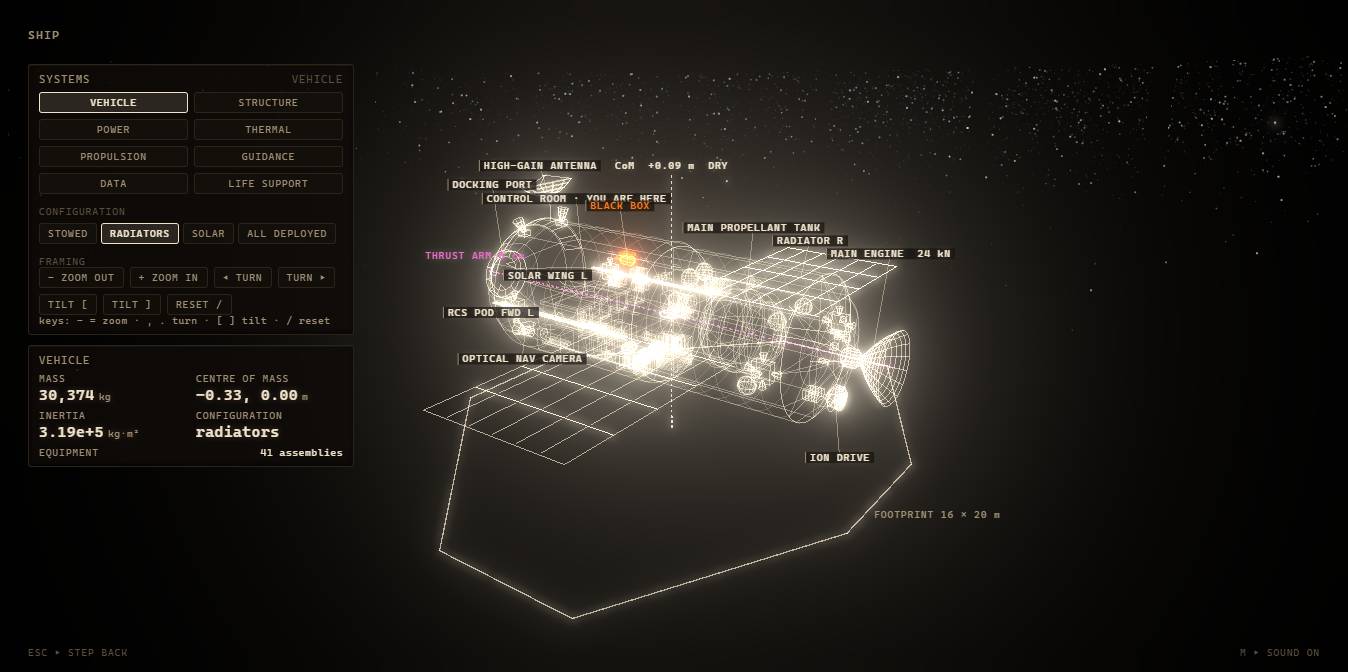 SHIP
SYSTEMS VEHICLE
VEHICLE STRUCTURE
POWER THERMAL
PROPULSION GUIDANCE
DATA LIFE SUPPORT
CONFIGURATION
STOWED RADIATORS SOLAR ALL DEPLOYED
FRAMING
− ZOOM OUT + ZOOM IN ◂ TURN TURN ▸
TILT [ TILT ] RESET /
keys: − = zoom · , . turn · [ ] tilt · / reset
VEHICLE
MASS CENTRE OF MASS
30,374 kg −0.33, 0.00 m
INERTIA CONFIGURATION
3.19e+5 kg·m² radiators
EQUIPMENT 41 assemblies
HIGH-GAIN ANTENNA CoM +0.09 m DRY
DOCKING PORT
CONTROL ROOM · YOU ARE HERE
BLACK BOX
MAIN PROPELLANT TANK
RADIATOR R
MAIN ENGINE 24 kN
THRUST ARM
SOLAR WING L
RCS POD FWD L
OPTICAL NAV CAMERA
ION DRIVE
FOOTPRINT 16 × 20 m
ESC ▸ STEP BACK
M ▸ SOUND ON